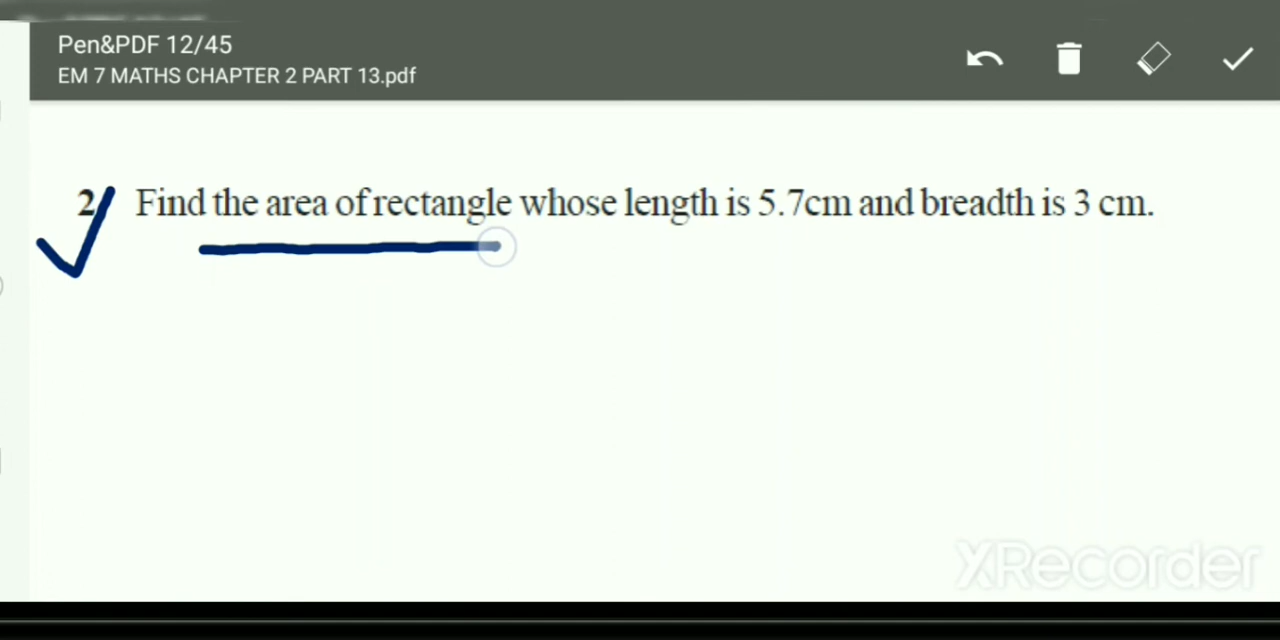 Pen&PDF 12/45
EM 7 MATHS CHAPTER 2 PART 13.pdf
2 Find the area of rectangle whose length is 5.7cm and breadth is 3 cm.
XRecorder